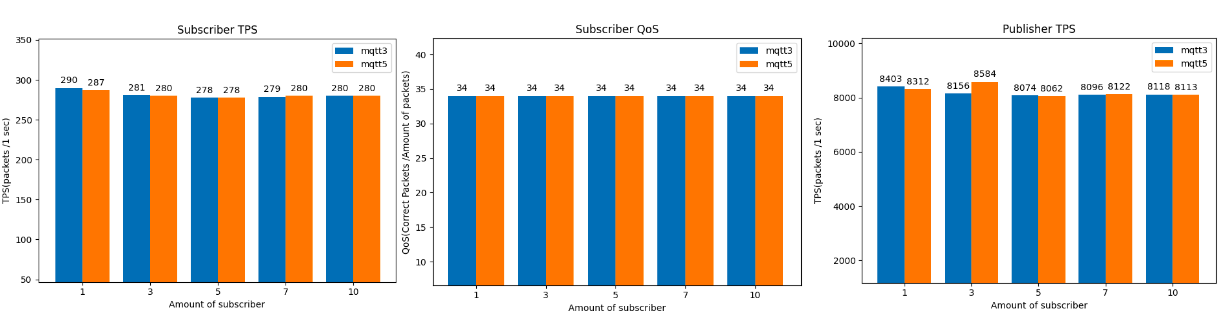 Subscriber TPS
mqtt3
mqtt5
TPS(packets /1 sec)
350
300
250
200
150
100
50
290 287 281 280 278 278 279 280 280 280
1 3 5 7 10
Amount of subscriber
Subscriber QoS
mqtt3
mqtt5
QoS(Correct Packets /Amount of packets)
40
35
30
25
20
15
10
34 34 34 34 34 34 34 34 34 34
1 3 5 7 10
Amount of subscriber
Publisher TPS
mqtt3
mqtt5
TPS(packets /1 sec)
10000
8000
6000
4000
2000
8403 8312 8156 8584 8074 8062 8096 8122 8118 8113
1 3 5 7 10
Amount of subscriber